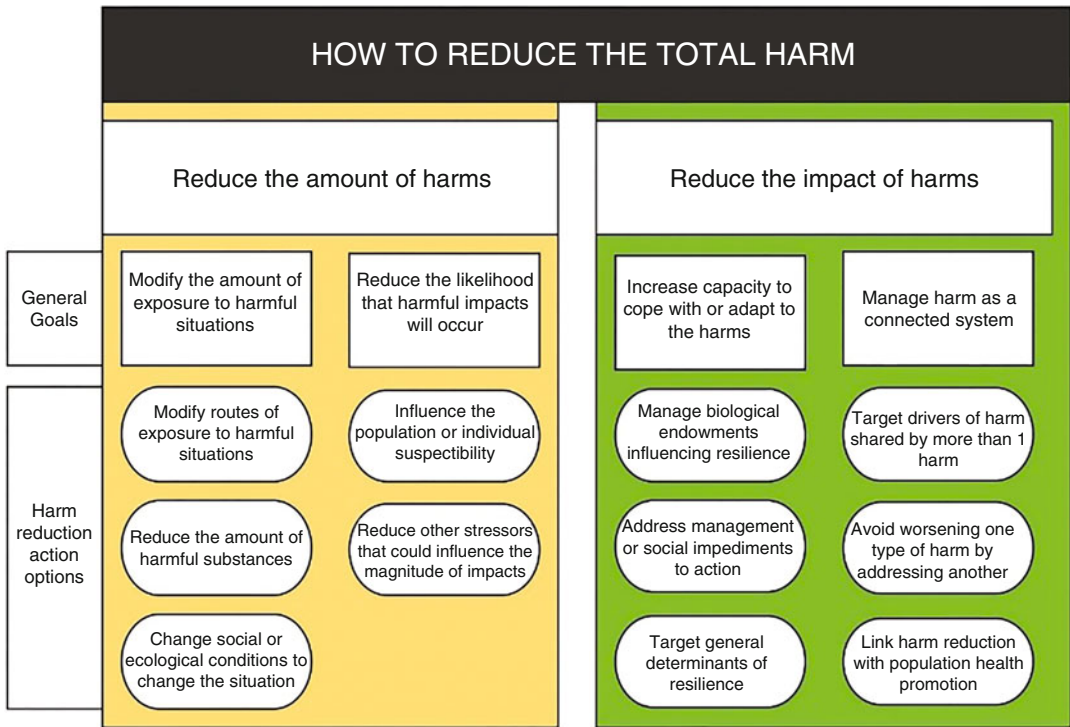 HOW TO REDUCE THE TOTAL HARM
Reduce the amount of harms
Reduce the impact of harms
General
Goals
Modify the amount of
exposure to harmful
situations
Reduce the likelihood
that harmful impacts
will occur
Increase capacity to
cope with or adapt to
the harms
Manage harm as a
connected system
Harm
reduction
action
options
Modify routes of
exposure to harmful
situations
Influence the
population or individual
suspectibility
Manage biological
endowments
influencing resilience
Target drivers of harm
shared by more than 1
harm
Reduce the amount of
harmful substances
Reduce other stressors
that could influence the
magnitude of impacts
Address management
or social impediments
to action
Avoid worsening one
type of harm by
addressing another
Change social or
ecological conditions to
change the situation
Target general
determinants of
resilience
Link harm reduction
with population health
promotion